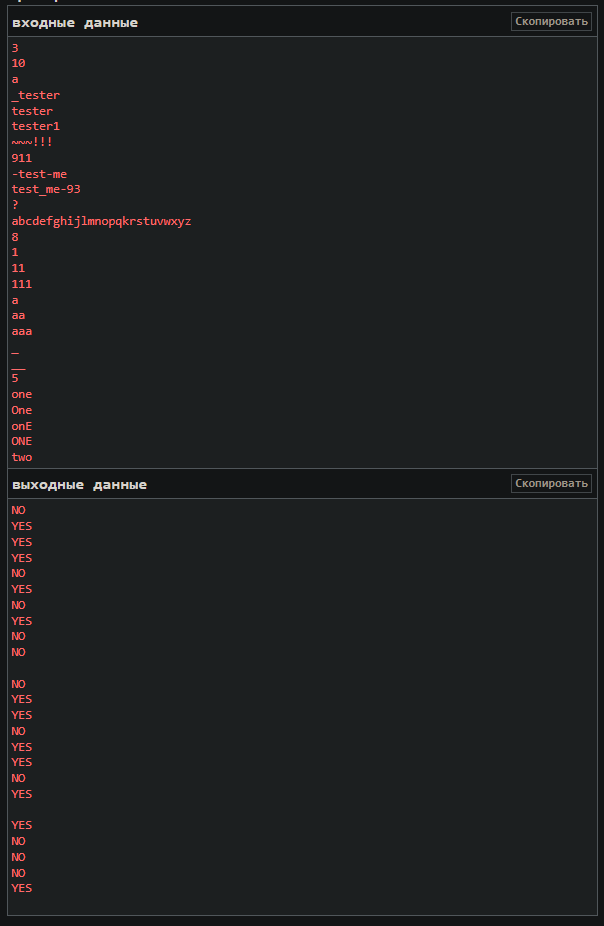 входные данные
Скопировать
3
10
a
_tester
tester
tester1
~~~!!!
911
-test-me
test_me-93
?
abcdefghijlmnopqkrstuvwxyz
8
1
11
111
a
aa
aaa
_
__
5
one
One
onE
ONE
two
выходные данные
Скопировать
NO
YES
YES
YES
NO
YES
NO
YES
NO
NO
NO
YES
YES
NO
YES
YES
NO
YES
YES
NO
NO
NO
YES